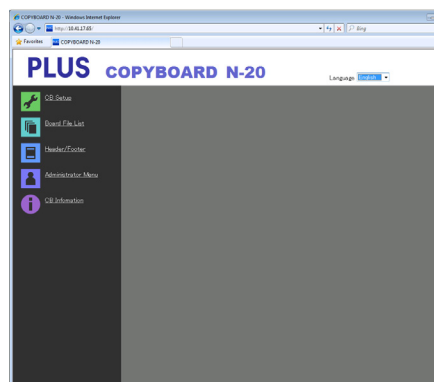 COPYBOARD N-20 - Windows Internet Explorer
http://10.41.17.65/
Bing
Favorites COPYBOARD N-20
PLUS COPYBOARD N-20
Language English
CB Setup
Board File List
Header/Footer
Administrator Menu
CB Infomation